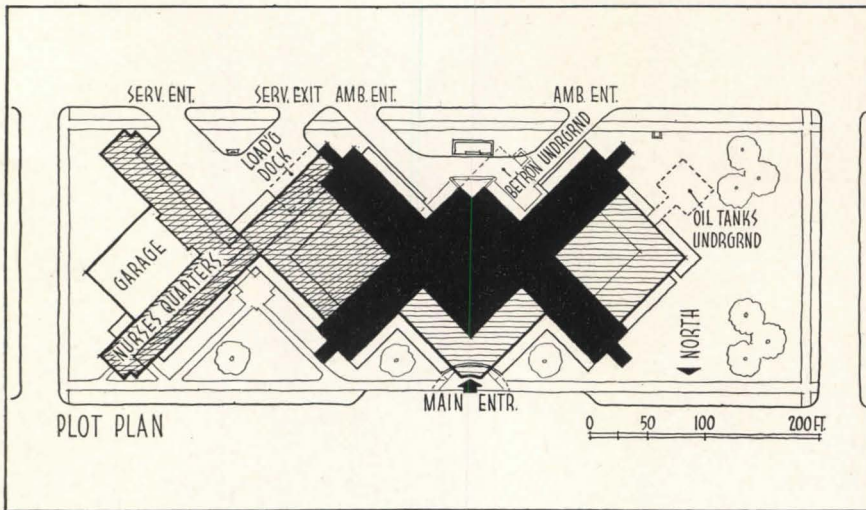 SERV. ENT.
SERV. EXIT
AMB. ENT.
AMB. ENT.
LOAD'G
DOCK
BETRON UNDRGRND
OIL TANKS
UNDRGRND
GARAGE
NURSES QUARTERS
NORTH
MAIN ENTR.
PLOT PLAN
0 50 100 200 FT.